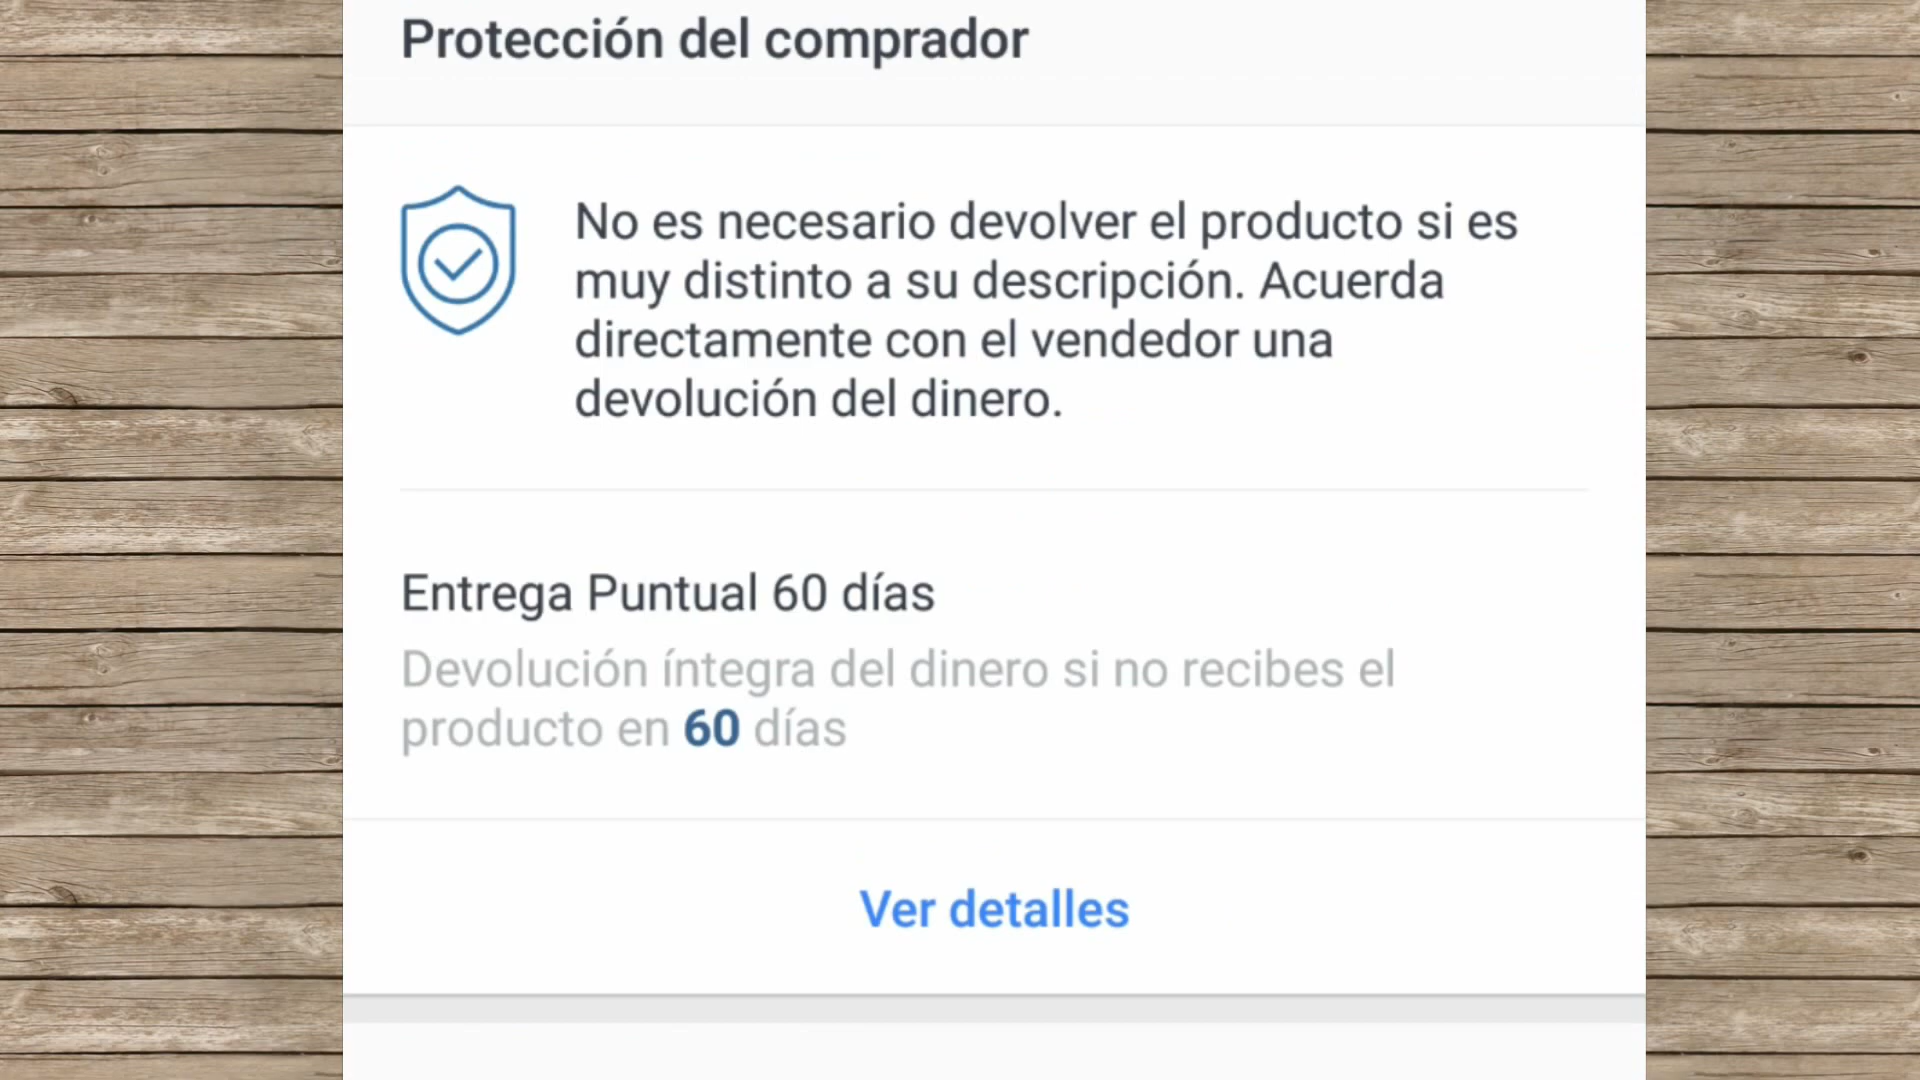 Protección del comprador
No es necesario devolver el producto si es
muy distinto a su descripción. Acuerda
directamente con el vendedor una
devolución del dinero.
Entrega Puntual 60 días
Devolución íntegra del dinero si no recibes el
producto en 60 días
Ver detalles